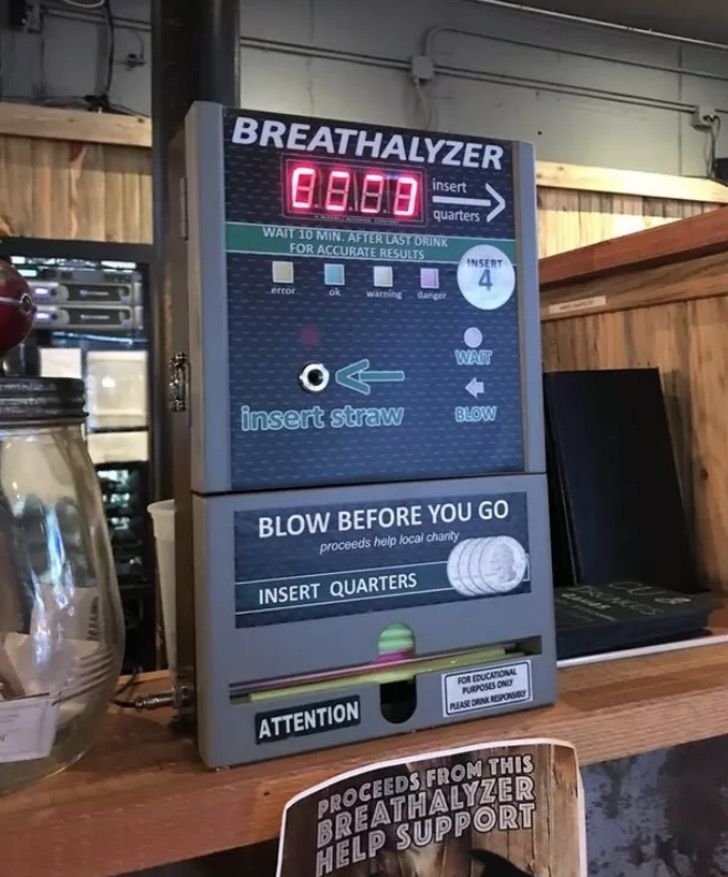 BREATHALYZER
insert
quarters
WAIT 10 MIN. AFTER LAST DRINK
FOR ACCURATE RESULTS
INSERT
4
error ok warning danger
WAIT
insert straw
BLOW
BLOW BEFORE YOU GO
proceeds help local charity
INSERT QUARTERS
ATTENTION
FOR EDUCATIONAL
PURPOSES ONLY
PLEASE DRINK RESPONSIBLY
PROCEEDS FROM THIS
BREATHALYZER
HELP SUPPORT